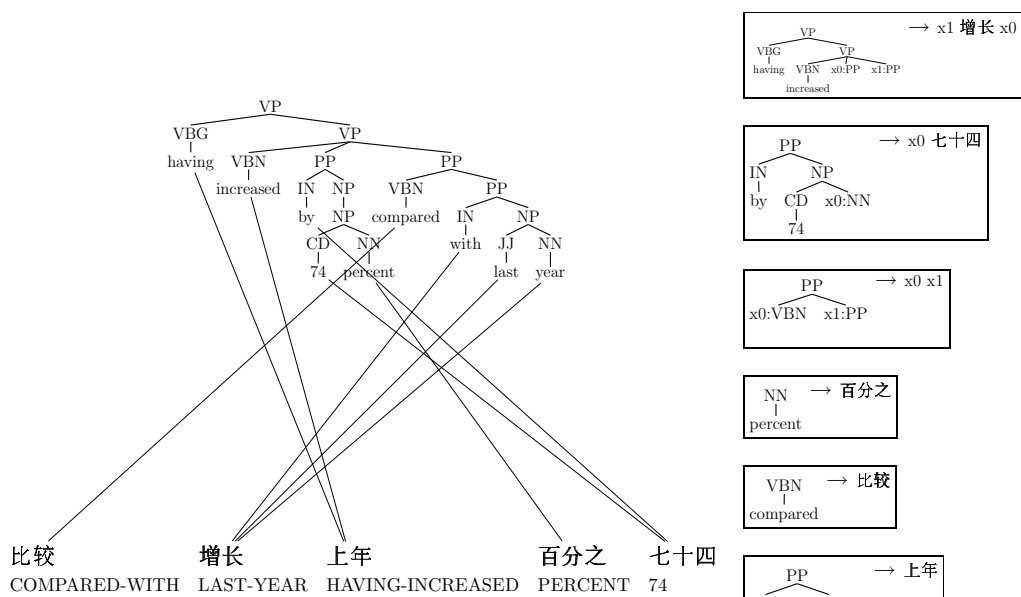 VP
VBG VP
having VBN PP PP
increased IN NP VBN PP
by NP compared IN NP
CD NN with JJ NN
74 percent last year
比较 增长 上年 百分之 七十四
COMPARED-WITH LAST-YEAR HAVING-INCREASED PERCENT 74
VP → x1 增长 x0
VBG VP
having VBN x0:PP x1:PP
increased
PP → x0 七十四
IN NP
by CD x0:NN
74
PP → x0 x1
x0:VBN x1:PP
NN → 百分之
percent
VBN → 比较
compared
PP → 上年